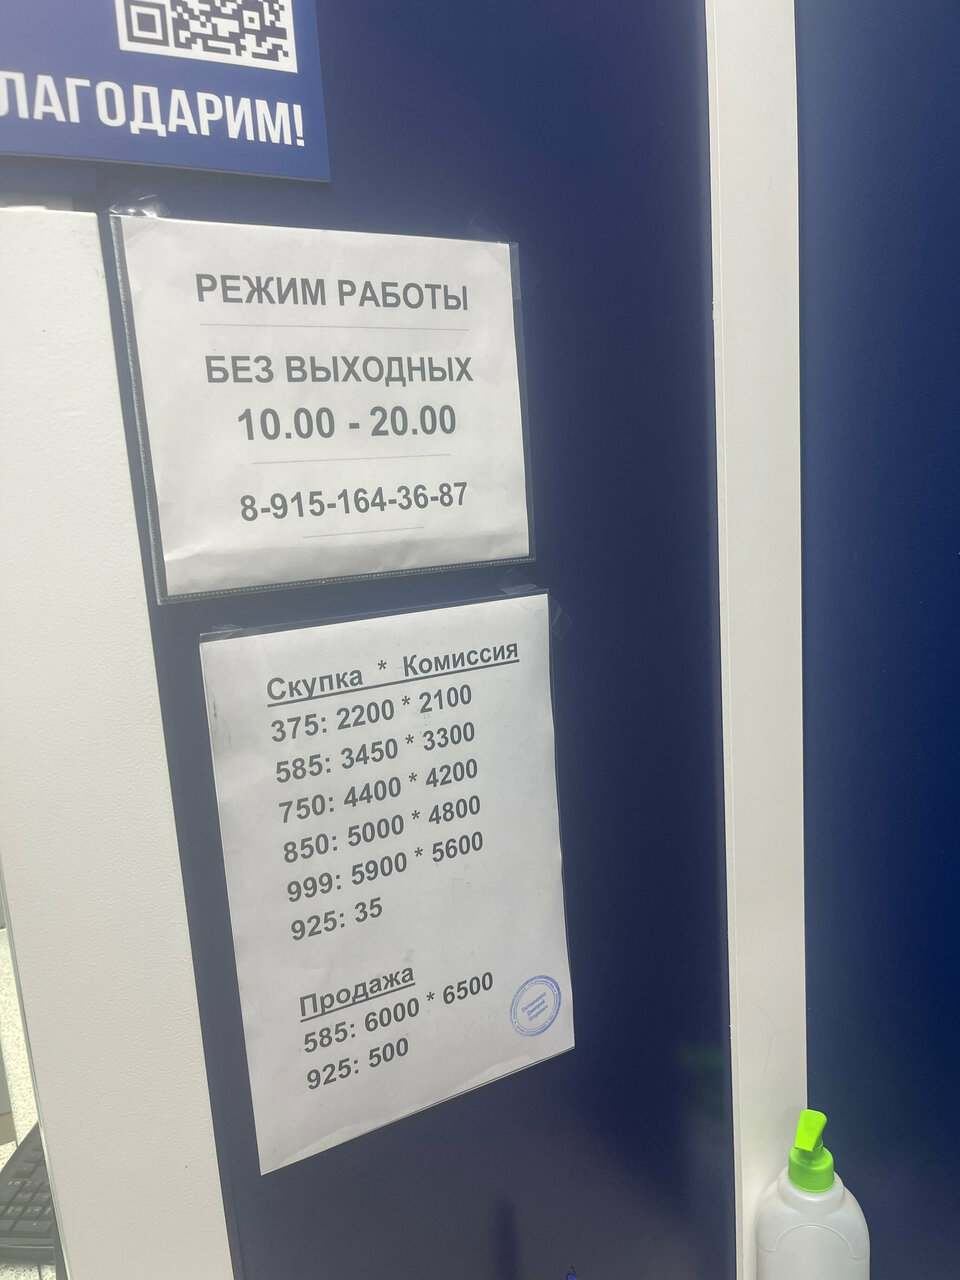 ЛАГОДАРИМ!
РЕЖИМ РАБОТЫ
БЕЗ ВЫХОДНЫХ
10.00 - 20.00
8-915-164-36-87
Скупка * Комиссия
375: 2200 * 2100
585: 3450 * 3300
750: 4400 * 4200
850: 5000 * 4800
999: 5900 * 5600
925: 35
Продажа
585: 6000 * 6500
925: 500
Дмитрий
Игоревич